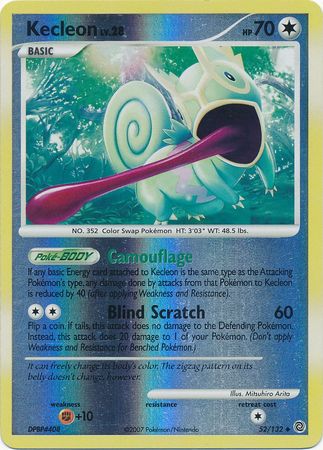 Kecleon LV.28 HP 70
BASIC
NO. 352 Color Swap Pokémon HT: 3'03" WT: 48.5 lbs.
Poké-BODY Camouflage
If any basic Energy card attached to Kecleon is the same type as the Attacking
Pokémon's type, any damage done by attacks from that Pokémon to Kecleon
is reduced by 40 (after applying Weakness and Resistance).
Blind Scratch 60
Flip a coin. If tails, this attack does no damage to the Defending Pokémon.
Instead, this attack does 20 damage to 1 of your Pokémon. (Don't apply
Weakness and Resistance for Benched Pokémon.)
It can freely change its body's color. The zigzag pattern on its
belly doesn't change, however.
Illus. Mitsuhiro Arita
weakness resistance retreat cost
+10
DPBP#408 ©2007 Pokémon/Nintendo 52/132